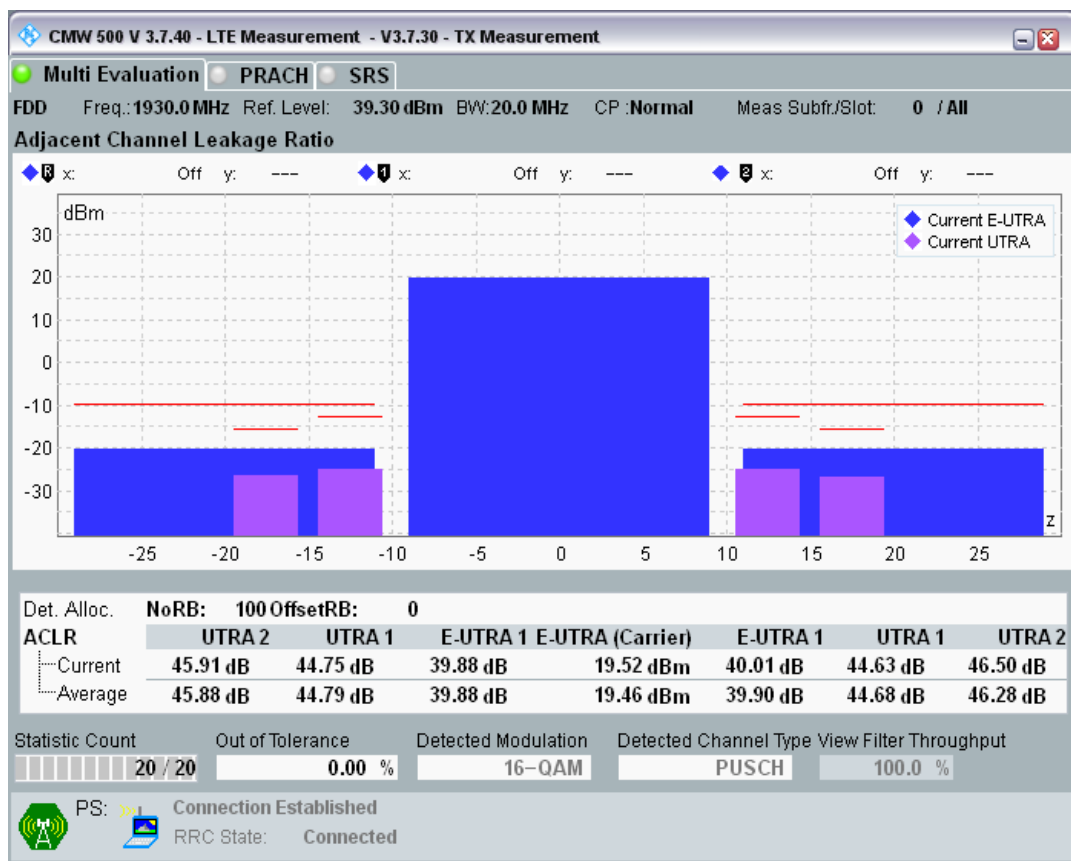 CMW 500 V 3.7.40 - LTE Measurement - V3.7.30 - TX Measurement
Multi Evaluation PRACH SRS
FDD Freq.: 1930.0 MHz Ref. Level: 39.30 dBm BW: 20.0 MHz CP : Normal Meas Subfr./Slot: 0 / All
Adjacent Channel Leakage Ratio
R x: Off y: --- 1 x: Off y: --- 2 x: Off y: ---
dBm
Current E-UTRA
Current UTRA
30
20
10
0
-10
-20
-30
z
-25 -20 -15 -10 -5 0 5 10 15 20 25
Det. Alloc. NoRB: 100 OffsetRB: 0
ACLR UTRA 2 UTRA 1 E-UTRA 1 E-UTRA (Carrier) E-UTRA 1 UTRA 1 UTRA 2
Current 45.91 dB 44.75 dB 39.88 dB 19.52 dBm 40.01 dB 44.63 dB 46.50 dB
Average 45.88 dB 44.79 dB 39.88 dB 19.46 dBm 39.90 dB 44.68 dB 46.28 dB
Statistic Count Out of Tolerance Detected Modulation Detected Channel Type View Filter Throughput
20 / 20 0.00 % 16-QAM PUSCH 100.0 %
PS: Connection Established
RRC State: Connected